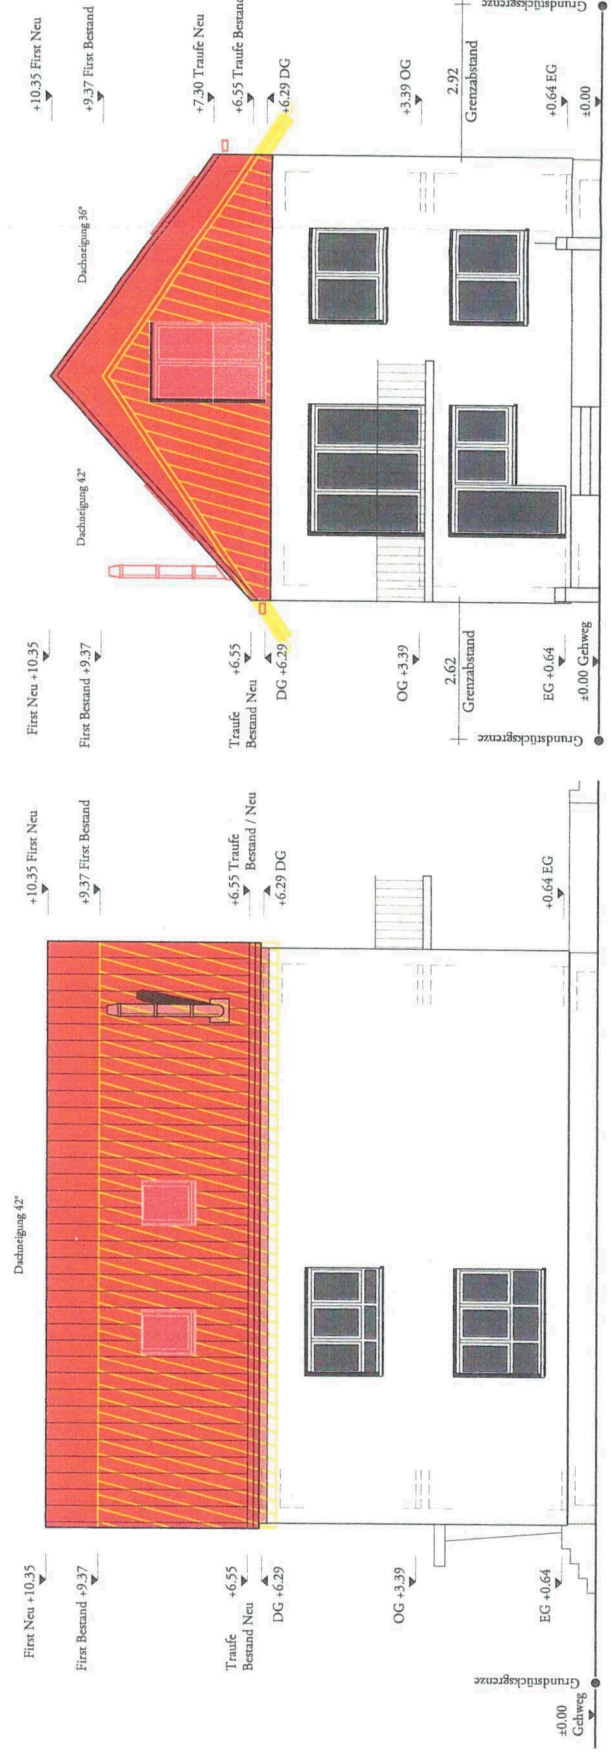 Dachneigung 42°
First Neu +10.35
First Bestand +9.37
+6.55
Traufe
Bestand Neu
DG +6.29
OG +3.39
EG +0.64
±0.00
Gehweg
Grundstücksgrenze
+10.35 First Neu
+9.37 First Bestand
+6.55 Traufe
Bestand / Neu
+6.29 DG
+0.64 EG
First Neu +10.35
First Bestand +9.37
+6.55
Traufe
Bestand Neu
DG +6.29
OG +3.39
2.62
Grenzabstand
EG +0.64
±0.00 Gehweg
Grundstücksgrenze
Dachneigung 42°
Dachneigung 36°
+10.35 First Neu
+9.37 First Bestand
+7.30 Traufe Neu
+6.55 Traufe Bestand
+6.29 DG
+3.39 OG
2.92
Grenzabstand
+0.64 EG
±0.00
Grundstücksgrenze